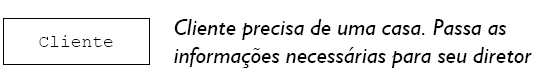 Cliente
Cliente precisa de uma casa. Passa as
informações necessárias para seu diretor